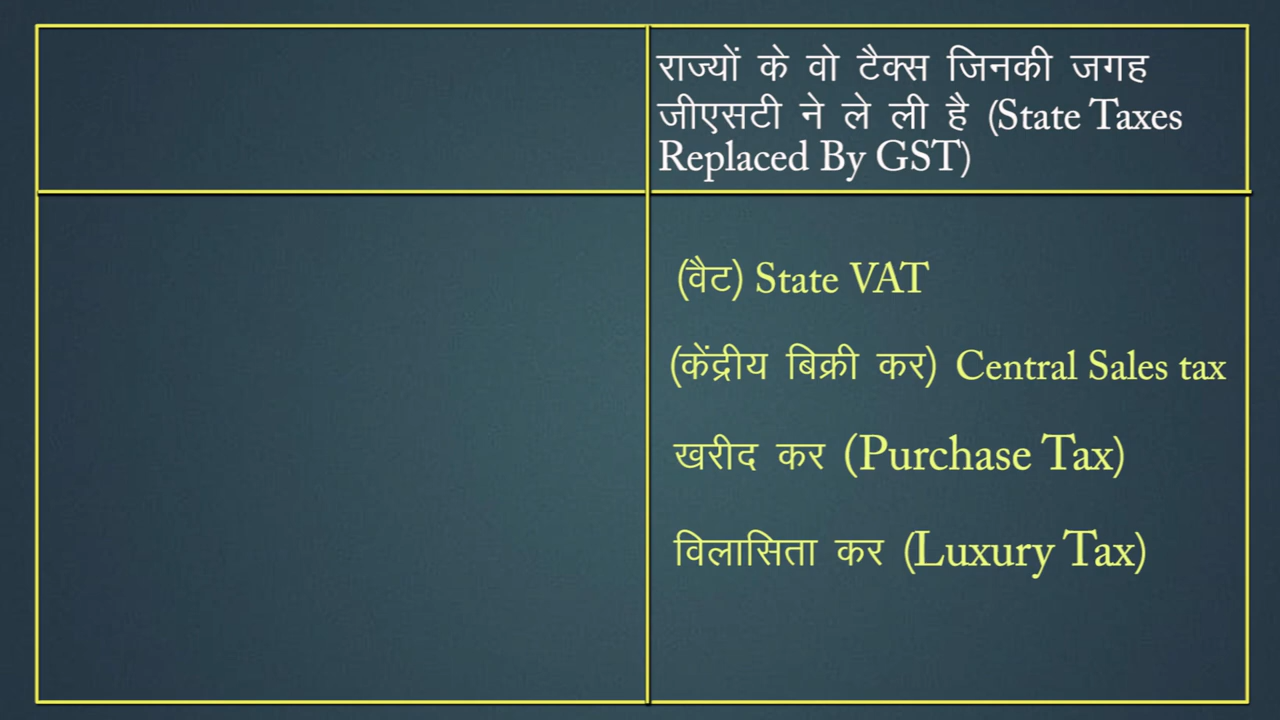 राज्यों के वो टैक्स जिनकी जगह
जीएसटी ने ले ली है (State Taxes
Replaced By GST)
(वैट) State VAT
(केंद्रीय बिक्री कर) Central Sales tax
खरीद कर (Purchase Tax)
विलासिता कर (Luxury Tax)